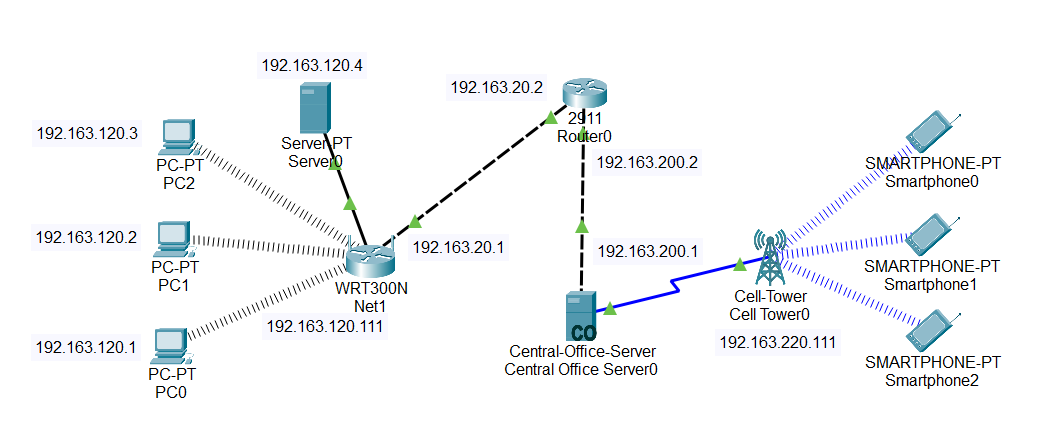 192.163.120.4
192.163.20.2
2911
Router0
192.163.120.3
Server-PT
Server0
PC-PT
PC2
192.163.200.2
SMARTPHONE-PT
Smartphone0
192.163.120.2
PC-PT
PC1
192.163.20.1
192.163.200.1
SMARTPHONE-PT
Smartphone1
WRT300N
Net1
192.163.120.111
Cell-Tower
Cell Tower0
192.163.220.111
192.163.120.1
PC-PT
PC0
CO
Central-Office-Server
Central Office Server0
SMARTPHONE-PT
Smartphone2